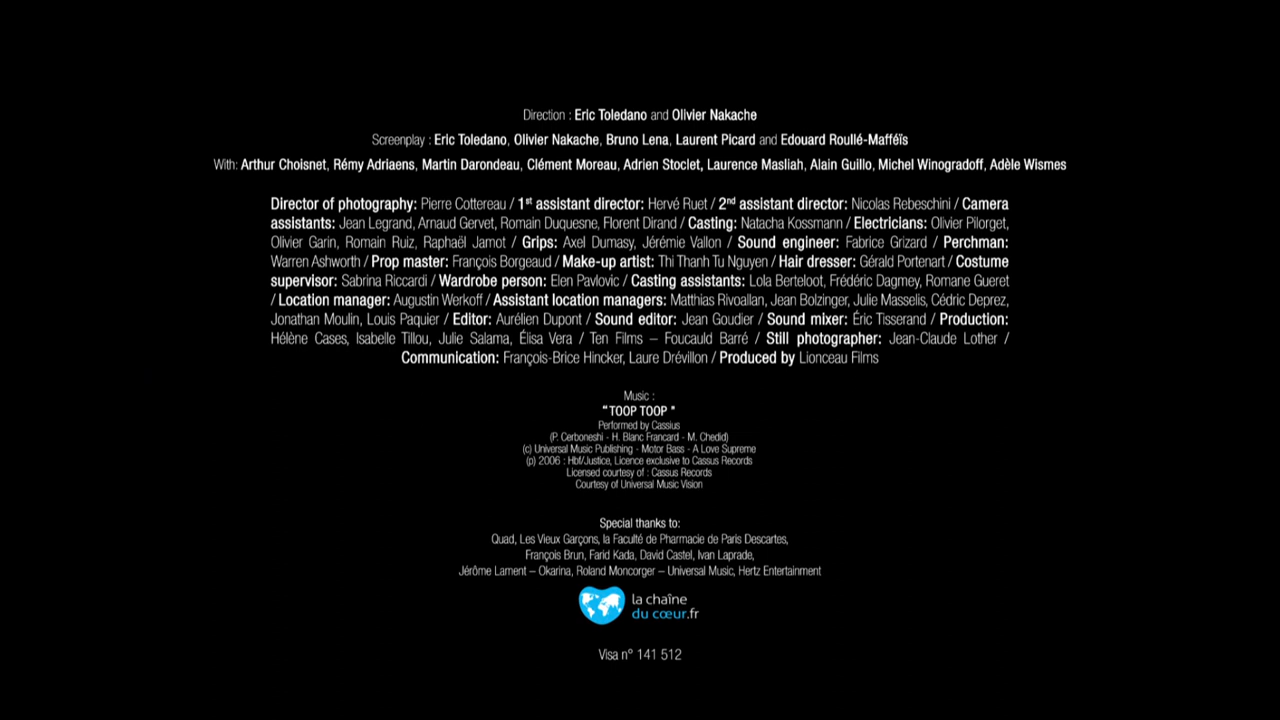 Direction : Eric Toledano and Olivier Nakache
Screenplay : Eric Toledano, Olivier Nakache, Bruno Lena, Laurent Picard and Edouard Roullé-Mafféïs
With: Arthur Choisnet, Rémy Adriaens, Martin Darondeau, Clément Moreau, Adrien Stoclet, Laurence Masliah, Alain Guillo, Michel Winogradoff, Adèle Wismes
Director of photography: Pierre Cottereau / 1st assistant director: Hervé Ruet / 2nd assistant director: Nicolas Rebeschini / Camera
assistants: Jean Legrand, Arnaud Gervet, Romain Duquesne, Florent Dirand / Casting: Natacha Kossmann / Electricians: Olivier Pilorget,
Olivier Garin, Romain Ruiz, Raphaël Jamot / Grips: Axel Dumasy, Jérémie Vallon / Sound engineer: Fabrice Grizard / Perchman:
Warren Ashworth / Prop master: François Borgeaud / Make-up artist: Thi Thanh Tu Nguyen / Hair dresser: Gérald Portenart / Costume
supervisor: Sabrina Riccardi / Wardrobe person: Elen Pavlovic / Casting assistants: Lola Berteloot, Frédéric Dagmey, Romane Gueret
/ Location manager: Augustin Werkoff / Assistant location managers: Matthias Rivoallan, Jean Bolzinger, Julie Masselis, Cédric Deprez,
Jonathan Moulin, Louis Paquier / Editor: Aurélien Dupont / Sound editor: Jean Goudier / Sound mixer: Éric Tisserand / Production:
Hélène Cases, Isabelle Tillou, Julie Salama, Élisa Vera / Ten Films – Foucauld Barré / Still photographer: Jean-Claude Lother /
Communication: François-Brice Hincker, Laure Drévillon / Produced by Lionceau Films
Music :
“ TOOP TOOP "
Performed by Cassius
(P. Cerboneshi - H. Blanc Francard - M. Chedid)
(c) Universal Music Publishing - Motor Bass - A Love Supreme
(p) 2006 : Hbf/Justice, Licence exclusive to Cassus Records
Licensed courtesy of : Cassus Records
Courtesy of Universal Music Vision
Special thanks to:
Quad, Les Vieux Garçons, la Faculté de Pharmacie de Paris Descartes,
François Brun, Farid Kada, David Castel, Ivan Laprade,
Jérôme Lament – Okarina, Roland Moncorger – Universal Music, Hertz Entertainment
la chaîne
du cœur.fr
Visa n° 141 512